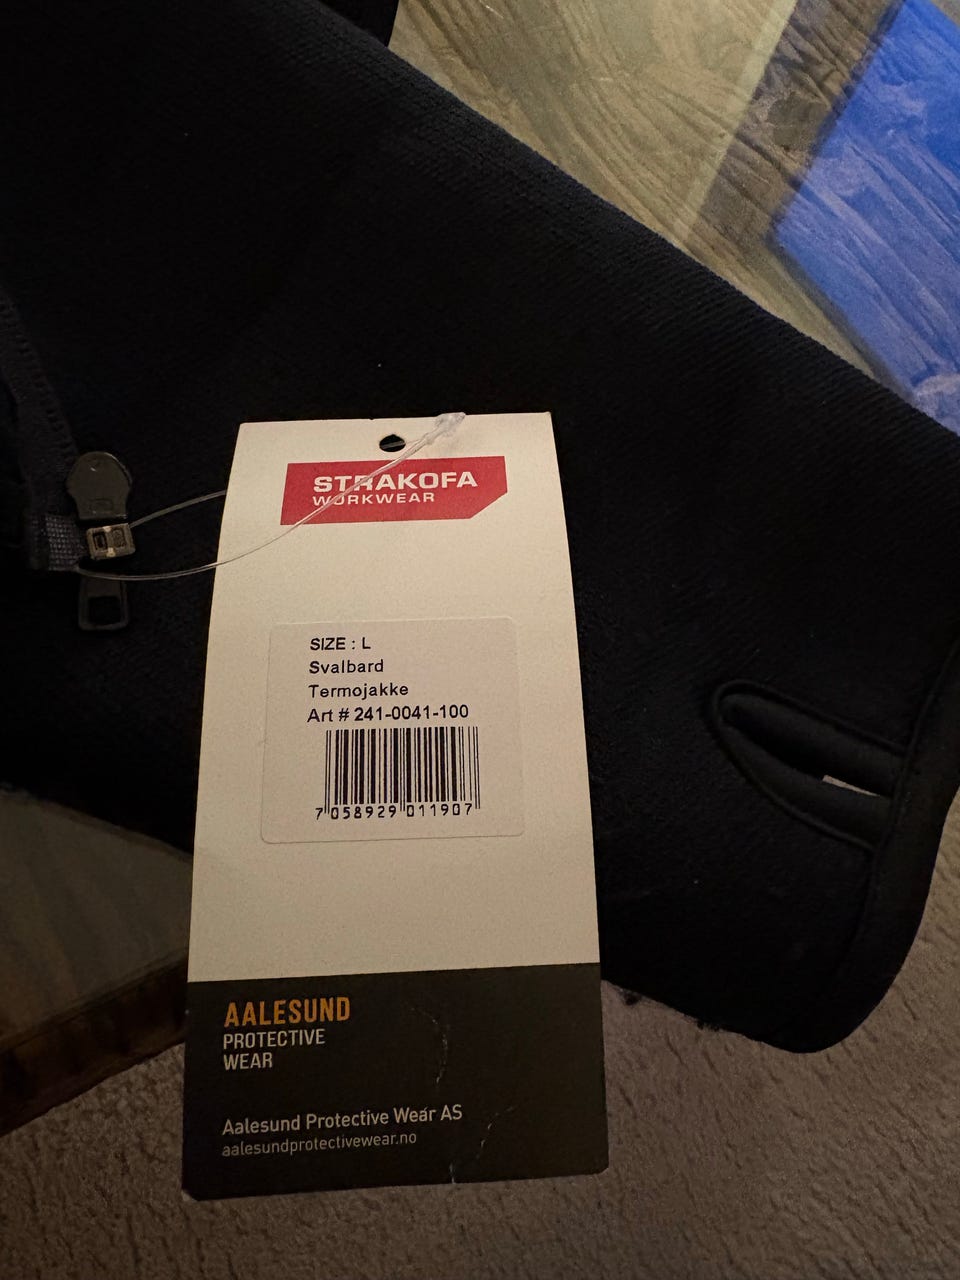 STRAKOFA
WORKWEAR
SIZE : L
Svalbard
Termojakke
Art # 241-0041-100
7 058929 011907
AALESUND
PROTECTIVE
WEAR
Aalesund Protective Wear AS
aalesundprotectivewear.no